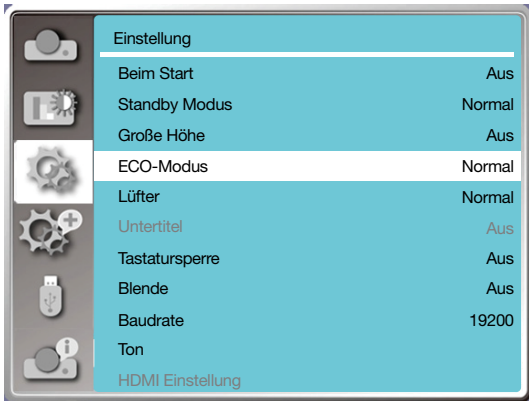 Einstellung
Beim Start Aus
Standby Modus Normal
Große Höhe Aus
ECO-Modus Normal
Lüfter Normal
Untertitel Aus
Tastatursperre Aus
Blende Aus
Baudrate 19200
Ton
HDMI Einstellung